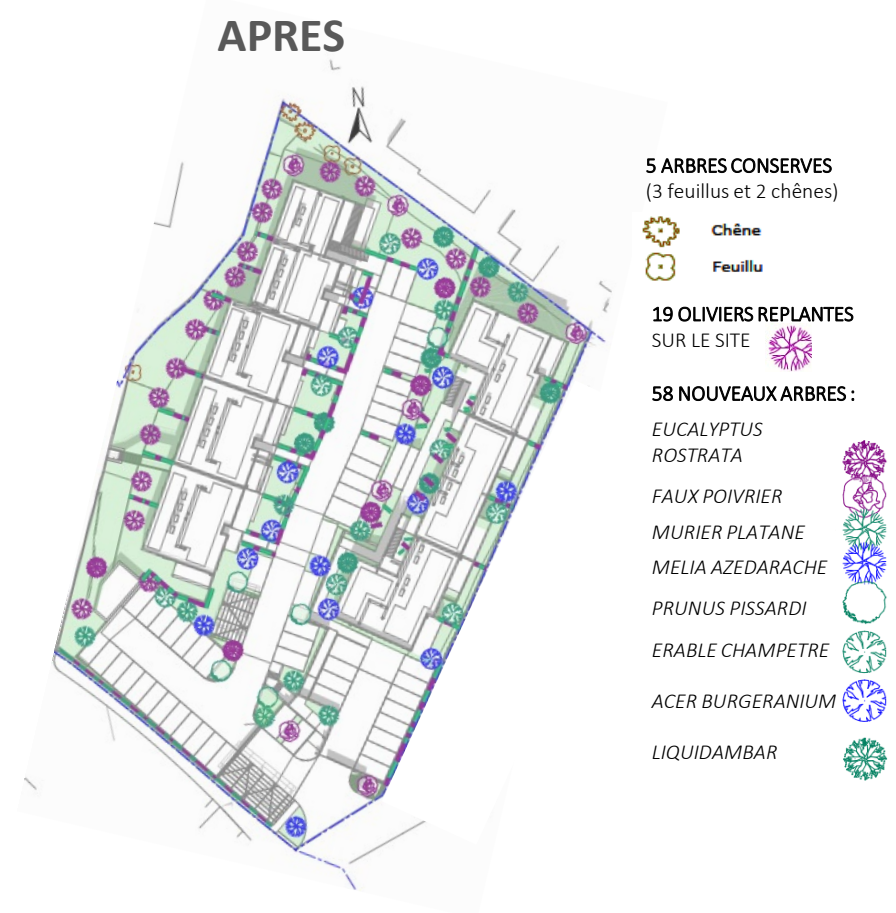 APRES
N
5 ARBRES CONSERVES
(3 feuillus et 2 chênes)
Chêne
Feuillu
19 OLIVIERS REPLANTES
SUR LE SITE
58 NOUVEAUX ARBRES :
EUCALYPTUS
ROSTRATA
FAUX POIVRIER
MURIER PLATANE
MELIA AZEDARACHE
PRUNUS PISSARDI
ERABLE CHAMPETRE
ACER BURGERANIUM
LIQUIDAMBAR